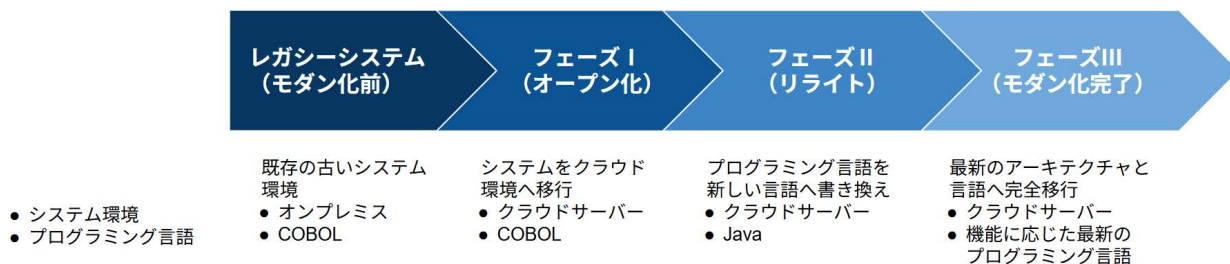 レガシーシステム
（モダン化前）
フェーズⅠ
（オープン化）
フェーズⅡ
（リライト）
フェーズIII
（モダン化完了）
● システム環境
● プログラミング言語
既存の古いシステム
環境
● オンプレミス
● COBOL
システムをクラウド
環境へ移行
● クラウドサーバー
● COBOL
プログラミング言語を
新しい言語へ書き換え
● クラウドサーバー
● Java
最新のアーキテクチャと
言語へ完全移行
● クラウドサーバー
● 機能に応じた最新の
プログラミング言語